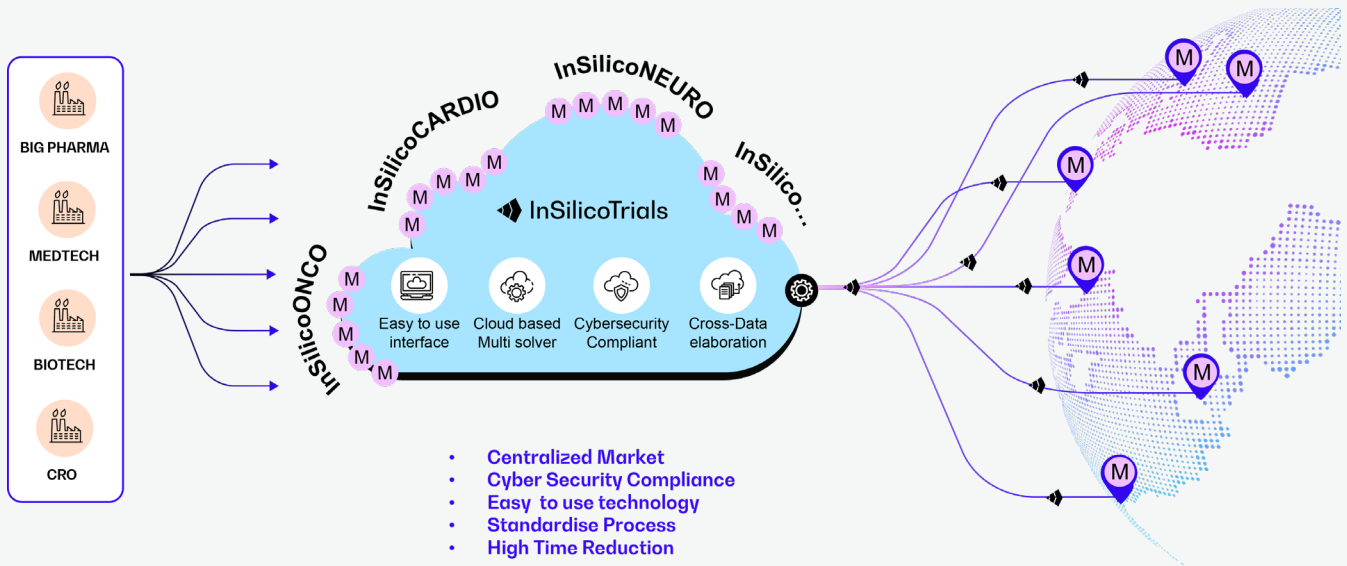 BIG PHARMA
MEDTECH
BIOTECH
CRO
InSilicoONCO
M
M
M
M
M
InSilicoCARDIO
M
M
M
M
M
InSilicoNEURO
M
M
M
M
M
InSilico...
M
M
M
M
InSilicoTrials
Easy to use
interface
Cloud based
Multi solver
Cybersecurity
Compliant
Cross-Data
elaboration
• Centralized Market
• Cyber Security Compliance
• Easy to use technology
• Standardise Process
• High Time Reduction
M
M
M
M
M
M